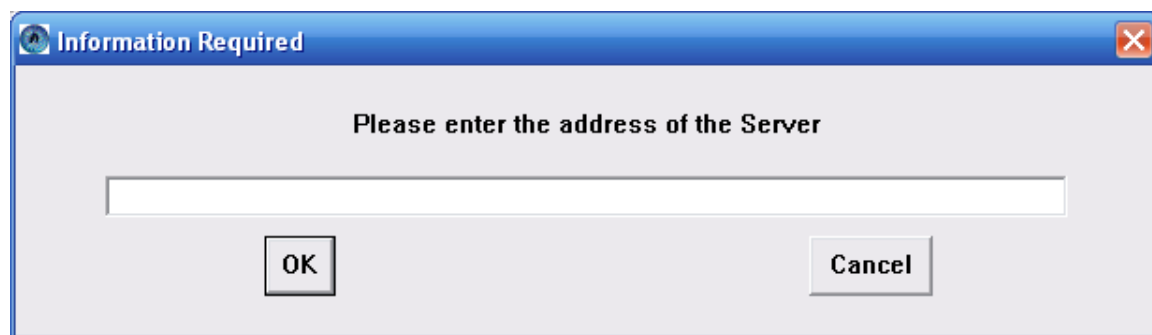 Information Required
Please enter the address of the Server
OK
Cancel